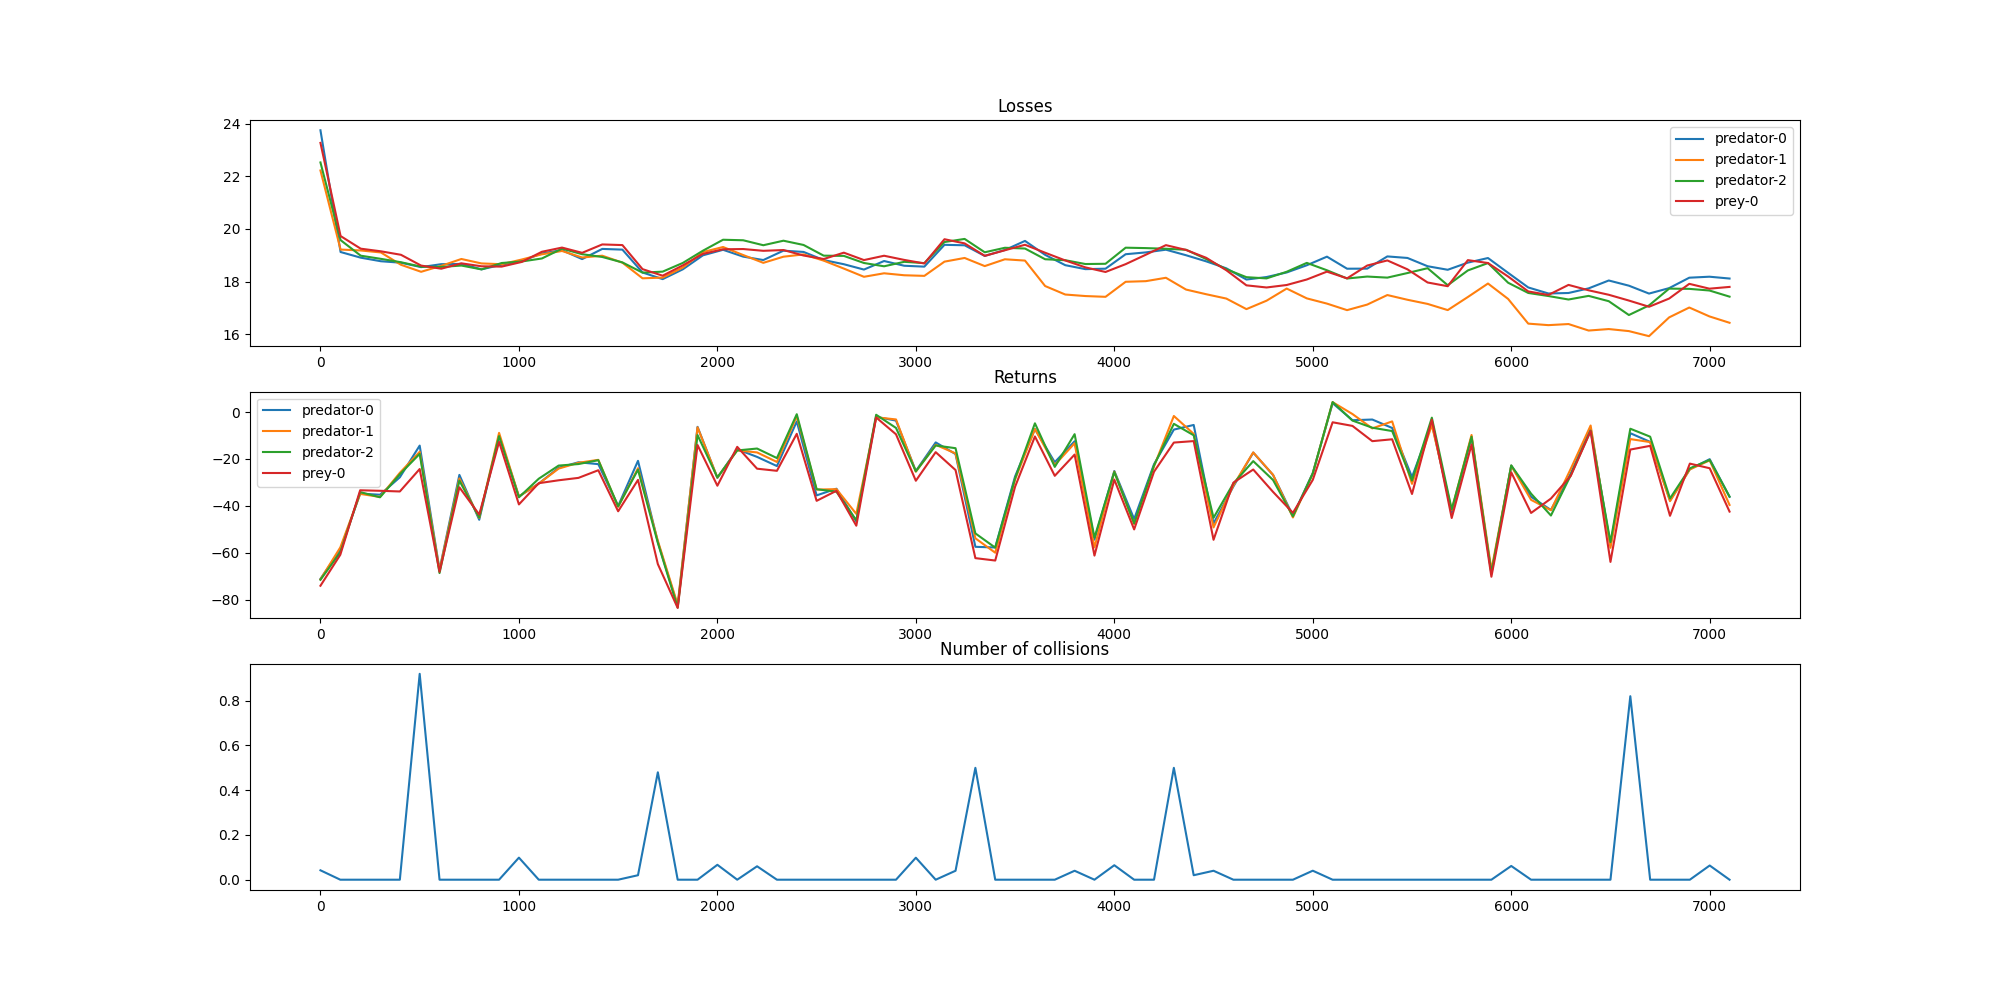 Losses
24
22
20
18
16
predator-0
predator-1
predator-2
prey-0
0 1000 2000 3000 4000 5000 6000 7000
Returns
0
−20
−40
−60
−80
predator-0
predator-1
predator-2
prey-0
0 1000 2000 3000 4000 5000 6000 7000
Number of collisions
0.8
0.6
0.4
0.2
0.0
0 1000 2000 3000 4000 5000 6000 7000